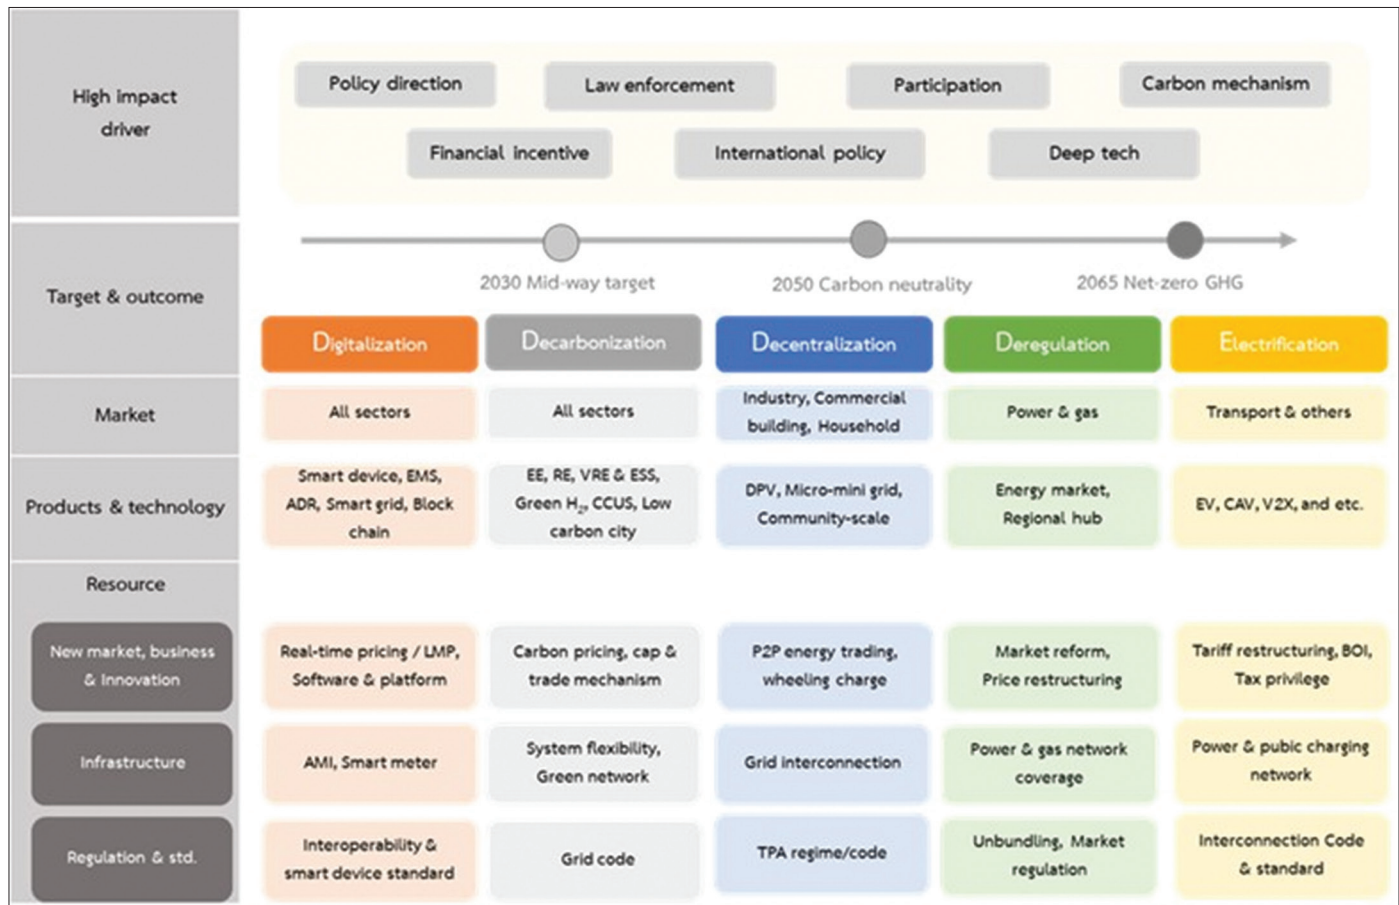 High impact
driver
Policy direction
Law enforcement
Participation
Carbon mechanism
Financial incentive
International policy
Deep tech
Target & outcome
2030 Mid-way target
2050 Carbon neutrality
2065 Net-zero GHG
Digitalization
Decarbonization
Decentralization
Deregulation
Electrification
Market
All sectors
All sectors
Industry, Commercial
building, Household
Power & gas
Transport & others
Products & technology
Smart device, EMS,
ADR, Smart grid, Block
chain
EE, RE, VRE & ESS,
Green H₂, CCUS, Low
carbon city
DPV, Micro-mini grid,
Community-scale
Energy market,
Regional hub
EV, CAV, V2X, and etc.
Resource
New market, business
& Innovation
Real-time pricing / LMP,
Software & platform
Carbon pricing, cap &
trade mechanism
P2P energy trading,
wheeling charge
Market reform,
Price restructuring
Tariff restructuring, BOI,
Tax privilege
Infrastructure
AMI, Smart meter
System flexibility,
Green network
Grid interconnection
Power & gas network
coverage
Power & pubic charging
network
Regulation & std.
Interoperability &
smart device standard
Grid code
TPA regime/code
Unbundling, Market
regulation
Interconnection Code
& standard